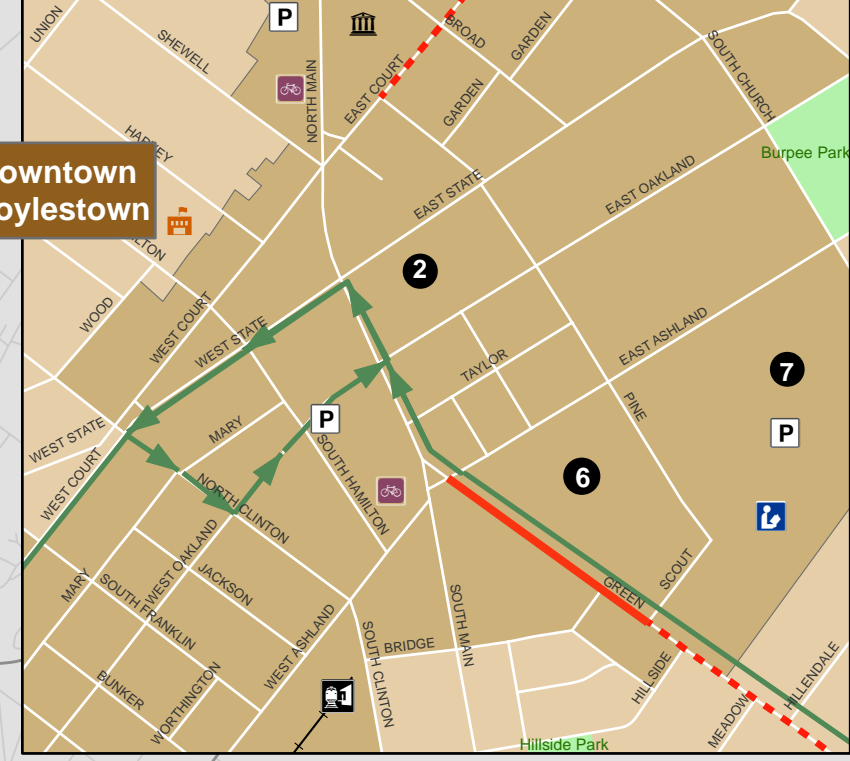 UNION
SHEWELL
P
BROAD
GARDEN
NORTH MAIN
EAST COURT
GARDEN
SOUTH CHURCH
Burpee Park
owntown
oylestown
EAST STATE
EAST OAKLAND
2
WOOD
WEST COURT
WEST STATE
EAST ASHLAND
TAYLOR
7
PINE
P
P
MARY
WEST STATE
WEST COURT
SOUTH HAMILTON
6
NORTH CLINTON
WEST OAKLAND
JACKSON
MARY
SOUTH FRANKLIN
SCOUT
GREEN
WEST ASHLAND
SOUTH CLINTON
BRIDGE
SOUTH MAIN
BUNKER
WORTHINGTON
HILLSIDE
MEADOW
HILLENDALE
Hillside Park